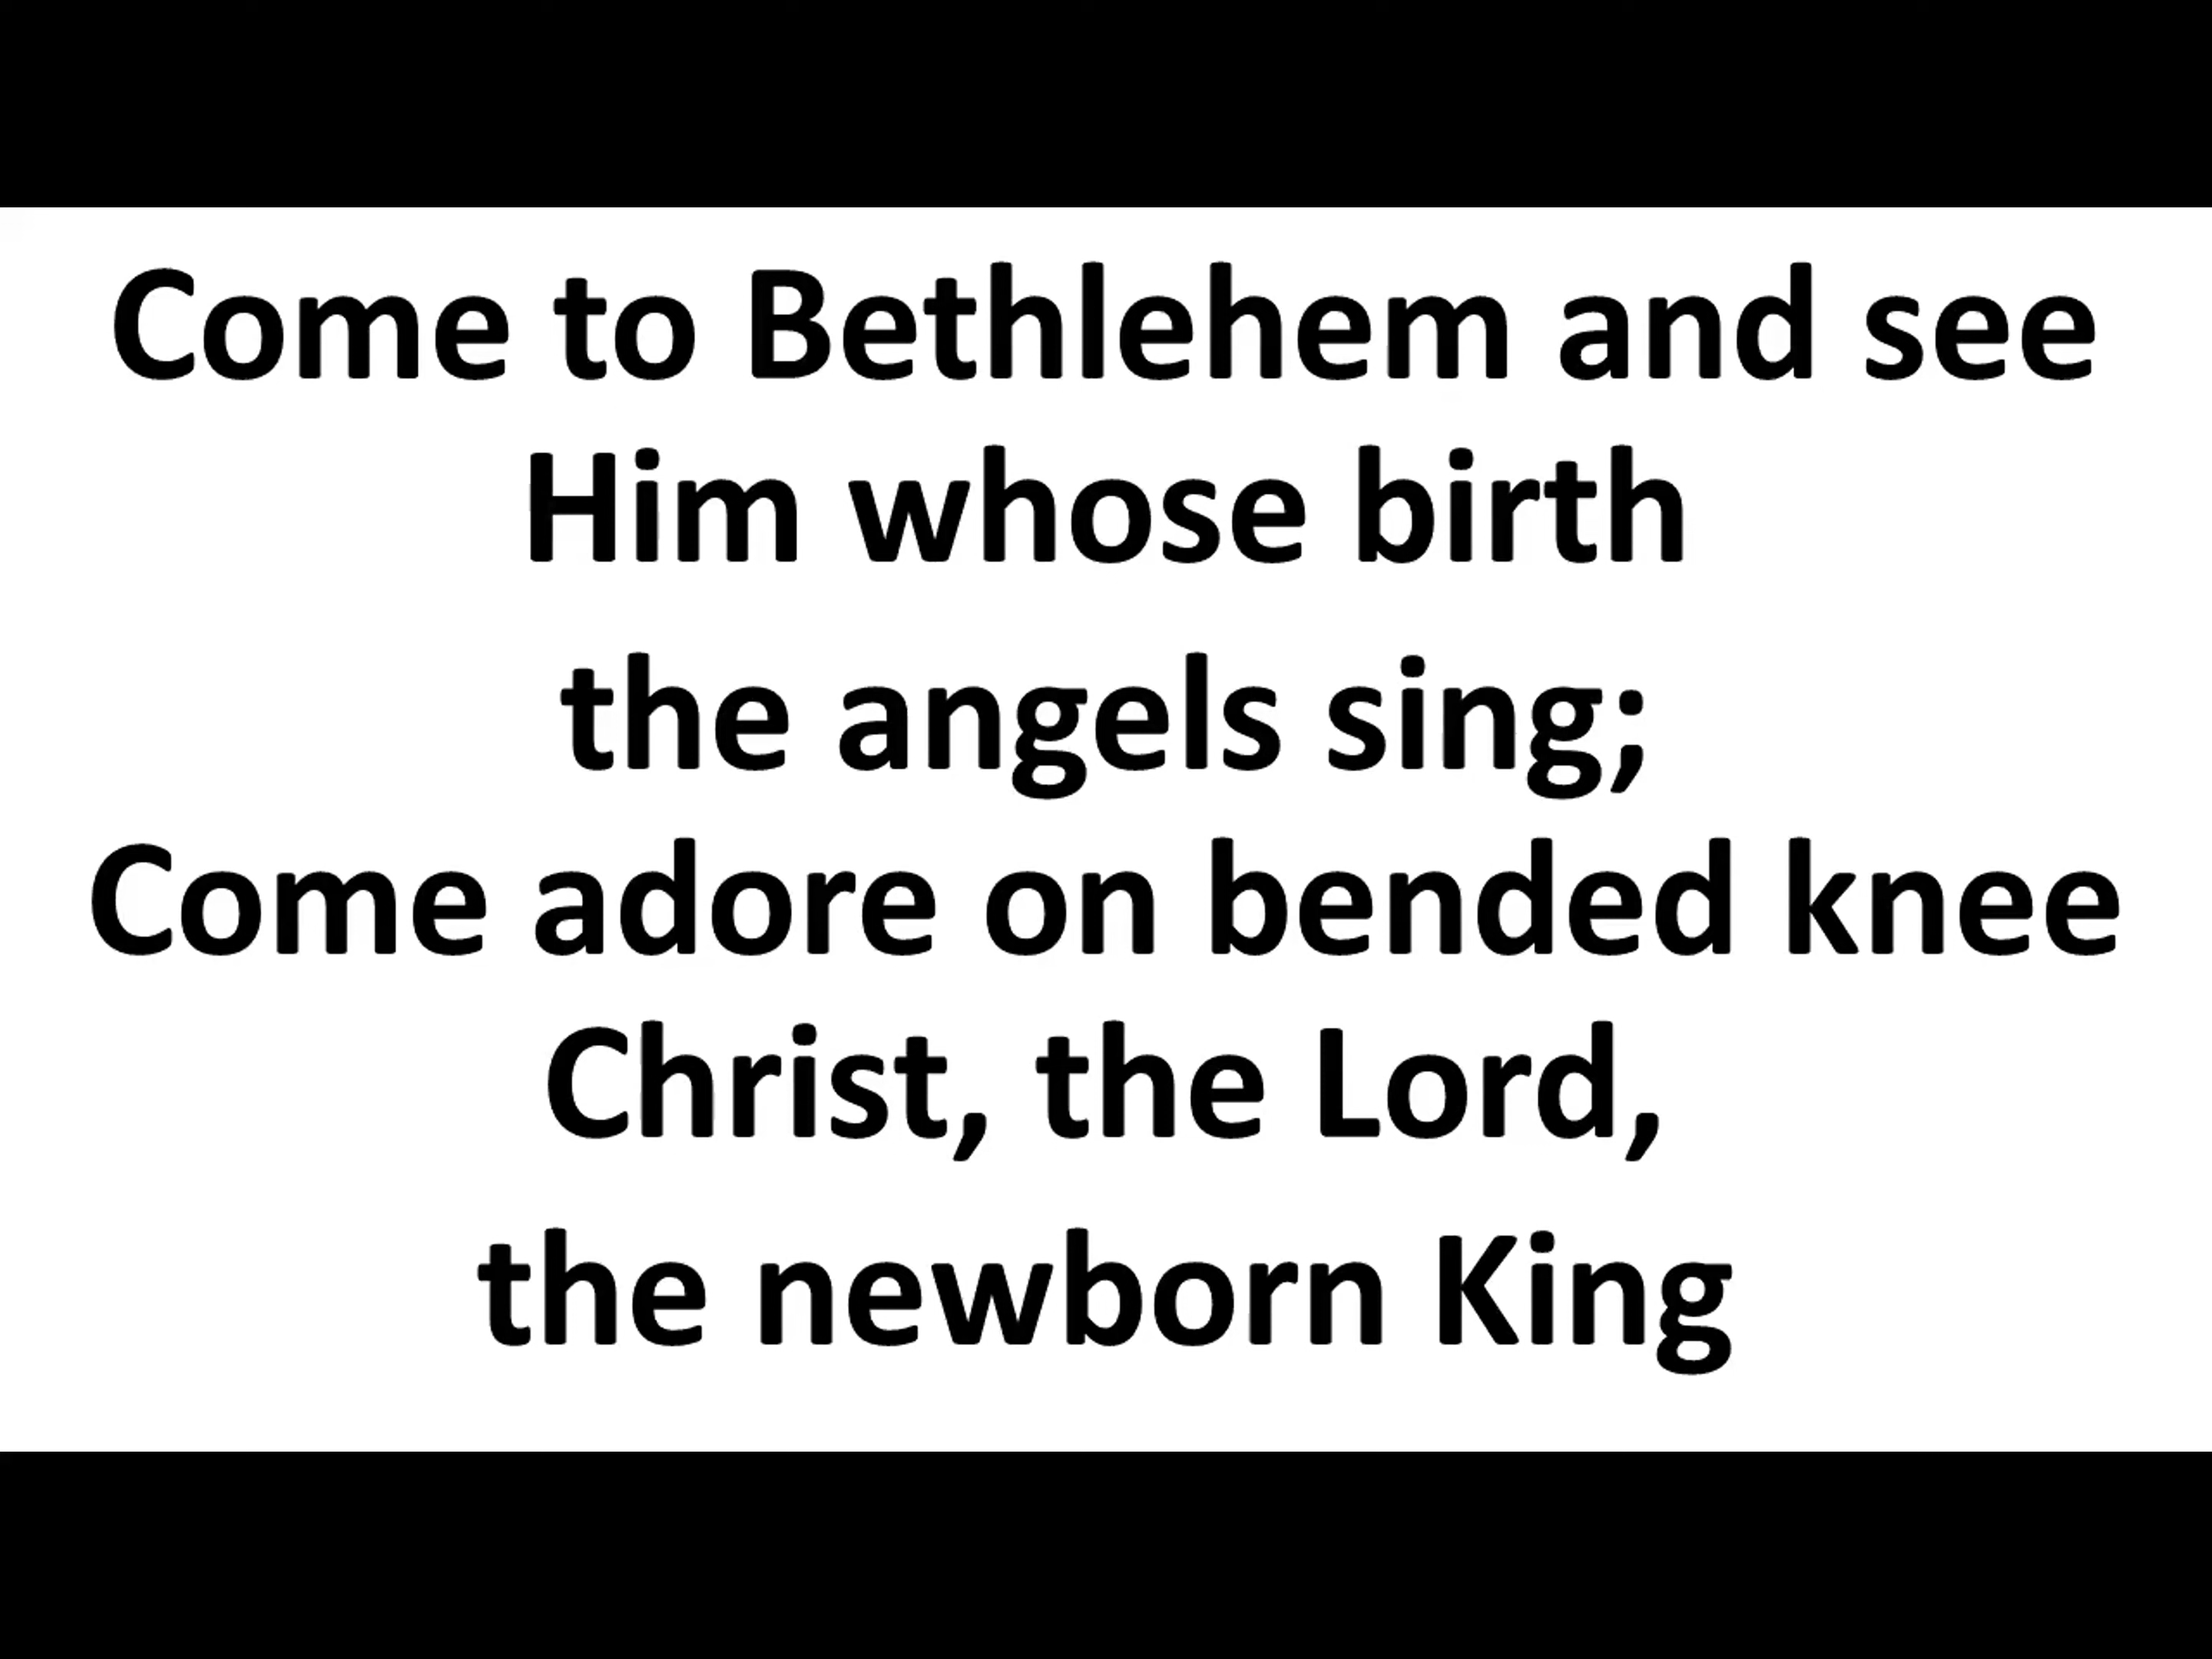 Come to Bethlehem and see
Him whose birth
the angels sing;
Come adore on bended knee
Christ, the Lord,
the newborn King